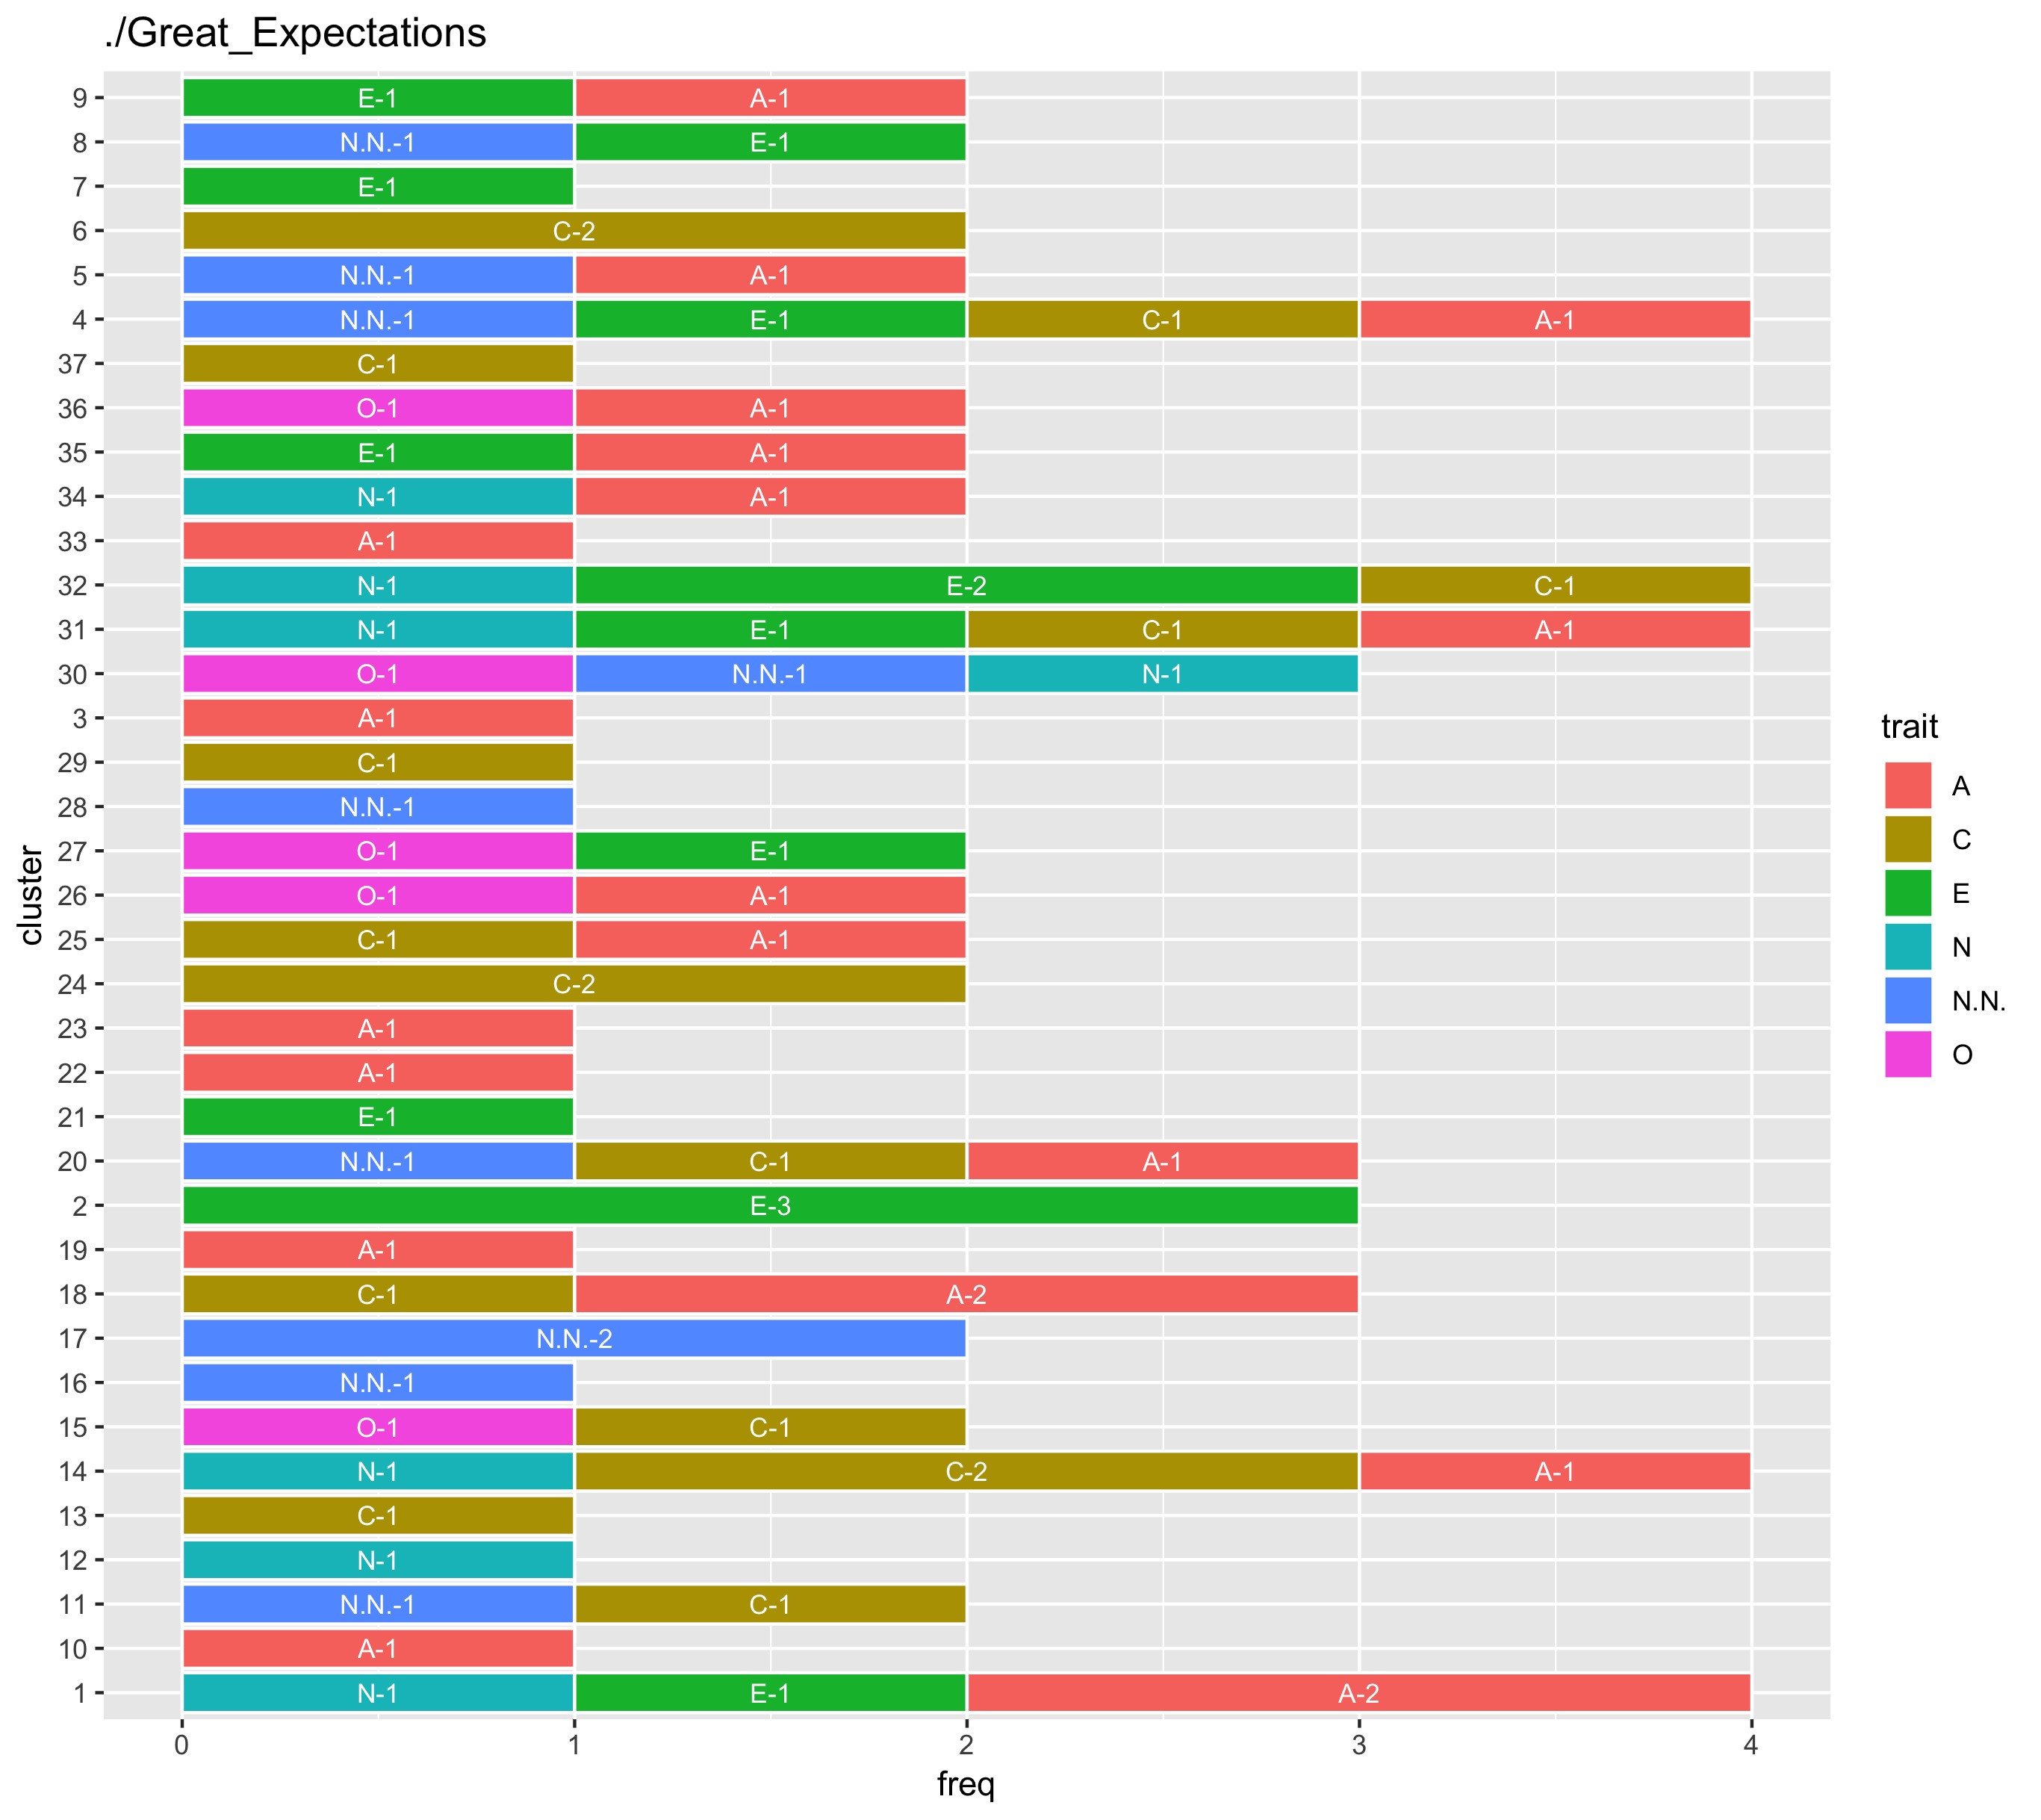 ./Great_Expectations
9 E-1 A-1
8 N.N.-1 E-1
7 E-1
6 C-2
5 N.N.-1 A-1
4 N.N.-1 E-1 C-1 A-1
37 C-1
36 O-1 A-1
35 E-1 A-1
34 N-1 A-1
33 A-1
32 N-1 E-2 C-1
31 N-1 E-1 C-1 A-1
30 O-1 N.N.-1 N-1
3 A-1
29 C-1
28 N.N.-1
27 O-1 E-1
26 O-1 A-1
25 C-1 A-1
24 C-2
23 A-1
22 A-1
21 E-1
20 N.N.-1 C-1 A-1
2 E-3
19 A-1
18 C-1 A-2
17 N.N.-2
16 N.N.-1
15 O-1 C-1
14 N-1 C-2 A-1
13 C-1
12 N-1
11 N.N.-1 C-1
10 A-1
1 N-1 E-1 A-2
0 1 2 3 4
freq
cluster
trait
A
C
E
N
N.N.
O